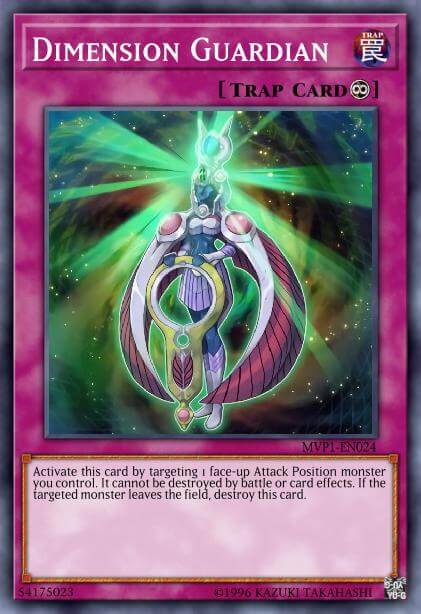 DIMENSION GUARDIAN
TRAP
罠
[TRAP CARD]
MVP1-EN024
Activate this card by targeting 1 face-up Attack Position monster
you control. It cannot be destroyed by battle or card effects. If the
targeted monster leaves the field, destroy this card.
54175023
©1996 KAZUKI TAKAHASHI